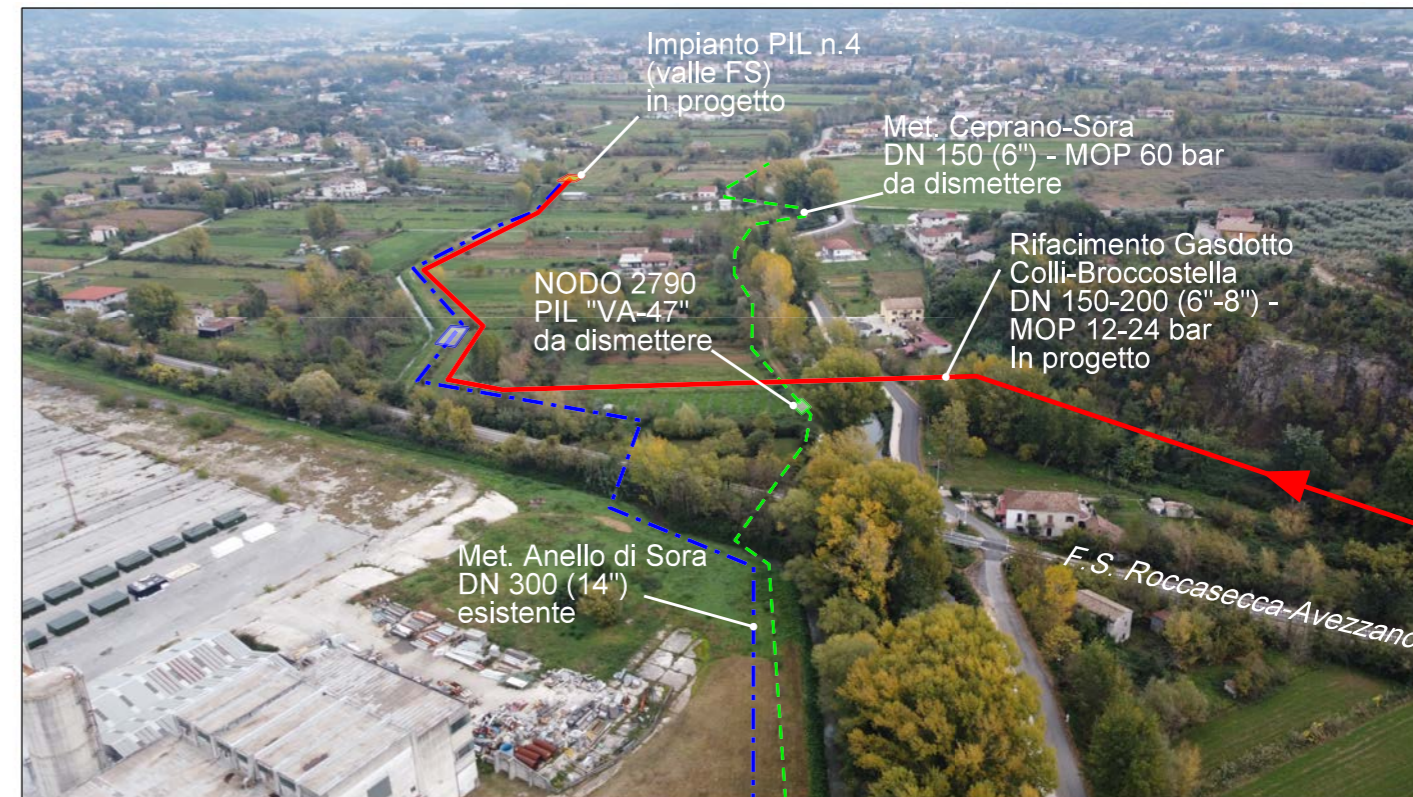 Impianto PIL n.4
(valle FS)
in progetto
Met. Ceprano-Sora
DN 150 (6") - MOP 60 bar
da dismettere
Rifacimento Gasdotto
Colli-Broccostella
DN 150-200 (6"-8") -
MOP 12-24 bar
In progetto
NODO 2790
PIL "VA-47"
da dismettere
Met. Anello di Sora
DN 300 (14")
esistente
F.S. Roccasecca-Avezzano